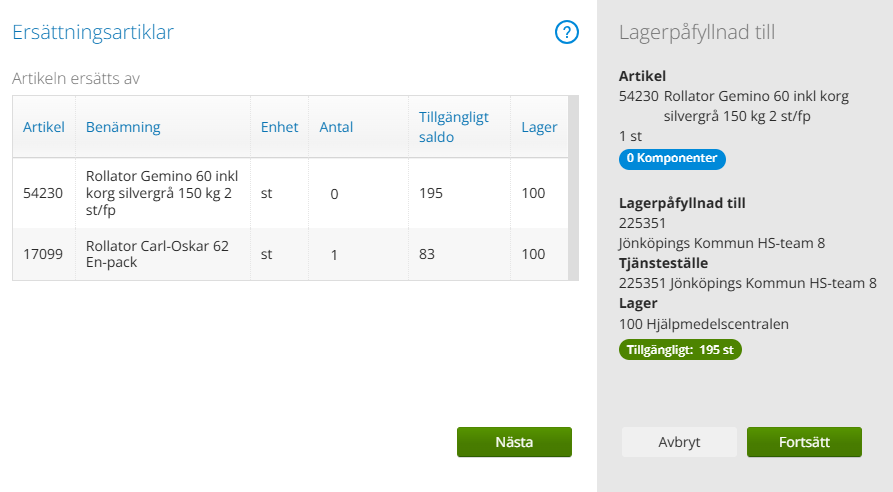 Ersättningsartiklar
?
Artikeln ersätts av
Artikel Benämning Enhet Antal Tillgängligt saldo Lager
54230 Rollator Gemino 60 inkl korg silvergrå 150 kg 2 st/fp st 0 195 100
17099 Rollator Carl-Oskar 62 En-pack st 1 83 100
Nästa
Lagerpåfyllnad till
Artikel
54230 Rollator Gemino 60 inkl korg
silvergrå 150 kg 2 st/fp
1 st
0 Komponenter
Lagerpåfyllnad till
225351
Jönköpings Kommun HS-team 8
Tjänsteställe
225351 Jönköpings Kommun HS-team 8
Lager
100 Hjälpmedelscentralen
Tillgängligt: 195 st
Avbryt Fortsätt